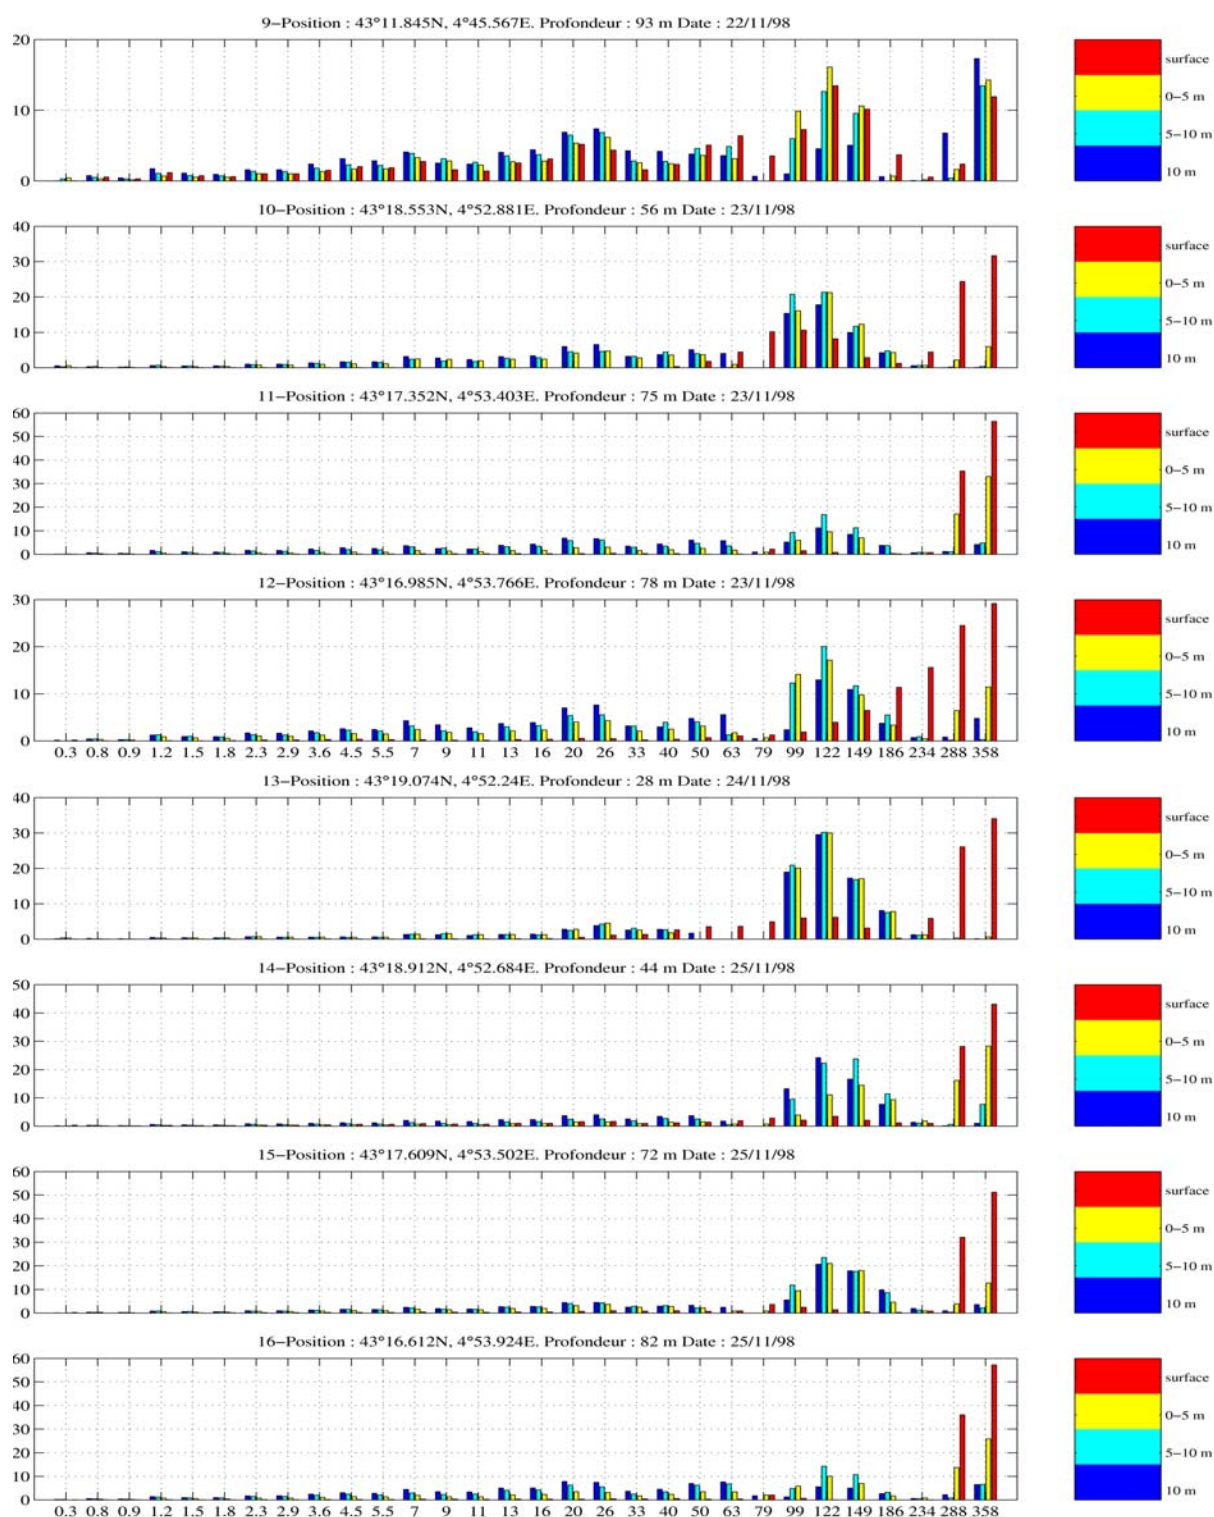 9−Position : 43°11.845N, 4°45.567E. Profondeur : 93 m Date : 22/11/98
20
10
0
surface
0−5 m
5−10 m
10 m
10−Position : 43°18.553N, 4°52.881E. Profondeur : 56 m Date : 23/11/98
40
30
20
10
0
surface
0−5 m
5−10 m
10 m
11−Position : 43°17.352N, 4°53.403E. Profondeur : 75 m Date : 23/11/98
60
50
40
30
20
10
0
surface
0−5 m
5−10 m
10 m
12−Position : 43°16.985N, 4°53.766E. Profondeur : 78 m Date : 23/11/98
30
20
10
0
surface
0−5 m
5−10 m
10 m
0.3 0.8 0.9 1.2 1.5 1.8 2.3 2.9 3.6 4.5 5.5 7 9 11 13 16 20 26 33 40 50 63 79 99 122 149 186 234 288 358
13−Position : 43°19.074N, 4°52.24E. Profondeur : 28 m Date : 24/11/98
40
30
20
10
0
surface
0−5 m
5−10 m
10 m
14−Position : 43°18.912N, 4°52.684E. Profondeur : 44 m Date : 25/11/98
50
40
30
20
10
0
surface
0−5 m
5−10 m
10 m
15−Position : 43°17.609N, 4°53.502E. Profondeur : 72 m Date : 25/11/98
60
50
40
30
20
10
0
surface
0−5 m
5−10 m
10 m
16−Position : 43°16.612N, 4°53.924E. Profondeur : 82 m Date : 25/11/98
60
50
40
30
20
10
0
surface
0−5 m
5−10 m
10 m
0.3 0.8 0.9 1.2 1.5 1.8 2.3 2.9 3.6 4.5 5.5 7 9 11 13 16 20 26 33 40 50 63 79 99 122 149 186 234 288 358